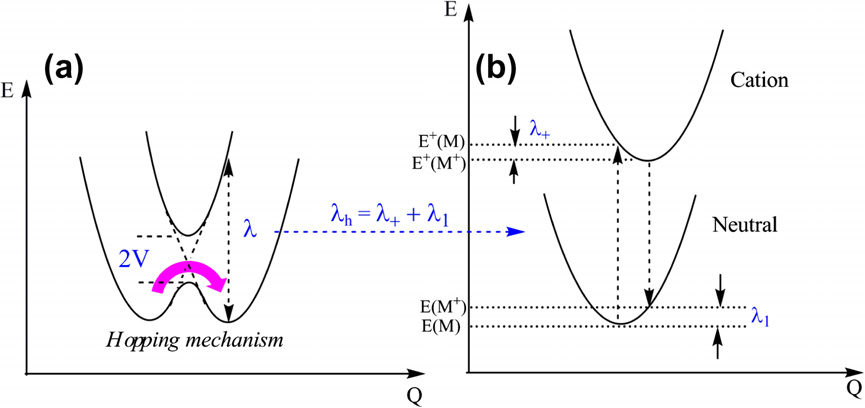 (a)
E
λ
2V
Hopping mechanism
Q
λh = λ+ + λ1
E
(b)
Cation
λ+
E+(M)
E+(M+)
Neutral
E(M+)
E(M)
λ1
Q